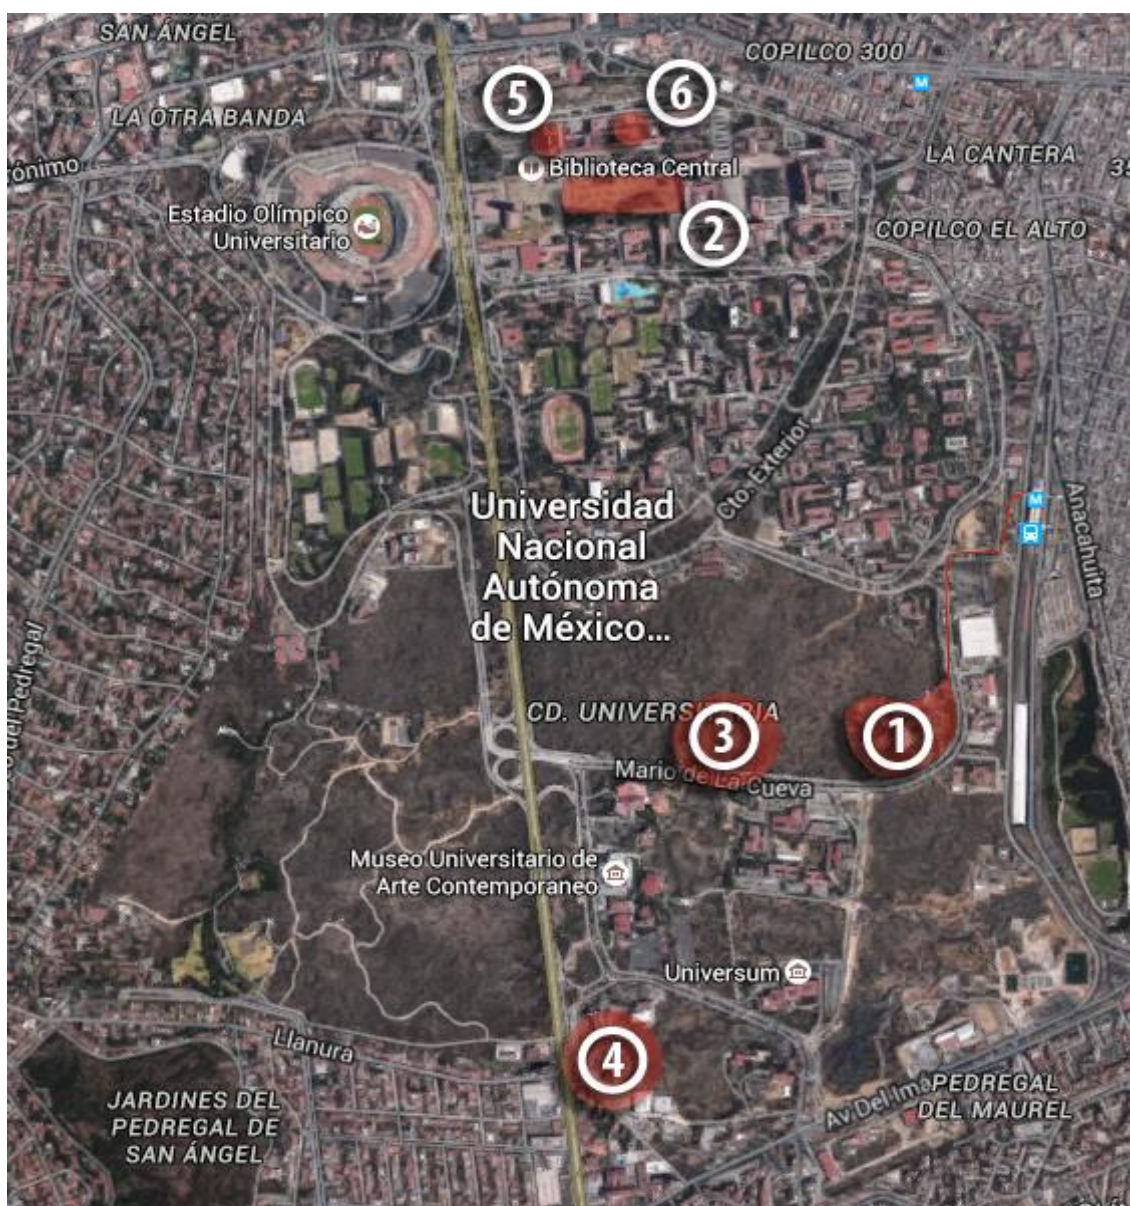 SAN ÁNGEL
COPILCO 300
M
5
6
LA OTRA BANDA
rónimo
Biblioteca Central
LA CANTERA
35
Estadio Olímpico
Universitario
2
COPILCO EL ALTO
Cto. Exterior
Universidad
Nacional
Autónoma
de México...
M
Anacahuita
del Pedregal
CD. UNIVERSITARIA
3
1
Mario de La Cueva
Museo Universitario de
Arte Contemporaneo
Universum
Llanura
4
Av Del Im
PEDREGAL
DEL MAUREL
JARDINES DEL
PEDREGAL DE
SAN ÁNGEL